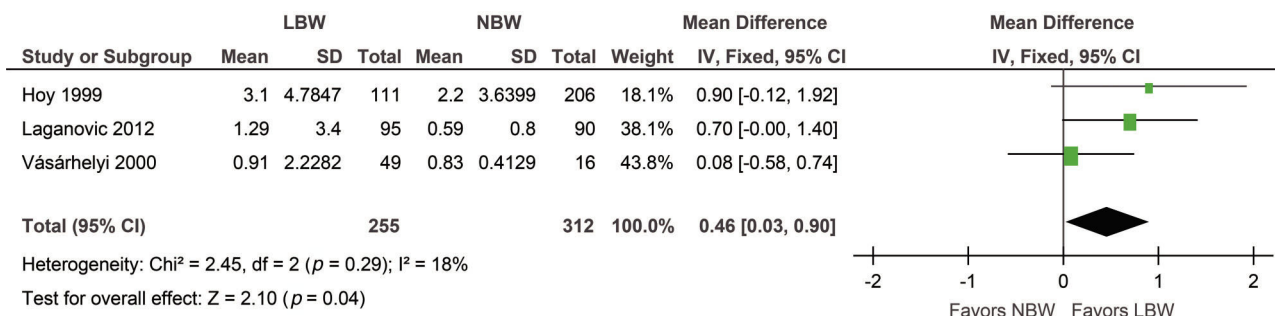 LBW NBW Mean Difference Mean Difference
Study or Subgroup Mean SD Total Mean SD Total Weight IV, Fixed, 95% CI IV, Fixed, 95% CI
Hoy 1999 3.1 4.7847 111 2.2 3.6399 206 18.1% 0.90 [-0.12, 1.92]
Laganovic 2012 1.29 3.4 95 0.59 0.8 90 38.1% 0.70 [-0.00, 1.40]
Vásárhelyi 2000 0.91 2.2282 49 0.83 0.4129 16 43.8% 0.08 [-0.58, 0.74]
Total (95% CI) 255 312 100.0% 0.46 [0.03, 0.90]
Heterogeneity: Chi² = 2.45, df = 2 (p = 0.29); I² = 18%
Test for overall effect: Z = 2.10 (p = 0.04)
-2 -1 0 1 2
Favors NBW Favors LBW